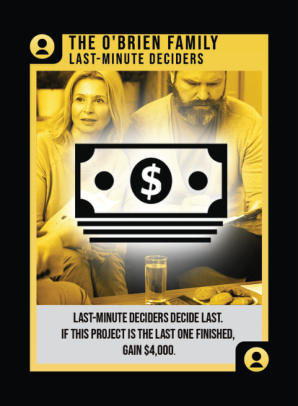 THE O'BRIEN FAMILY
LAST-MINUTE DECIDERS
$
LAST-MINUTE DECIDERS DECIDE LAST.
IF THIS PROJECT IS THE LAST ONE FINISHED,
GAIN $4,000.